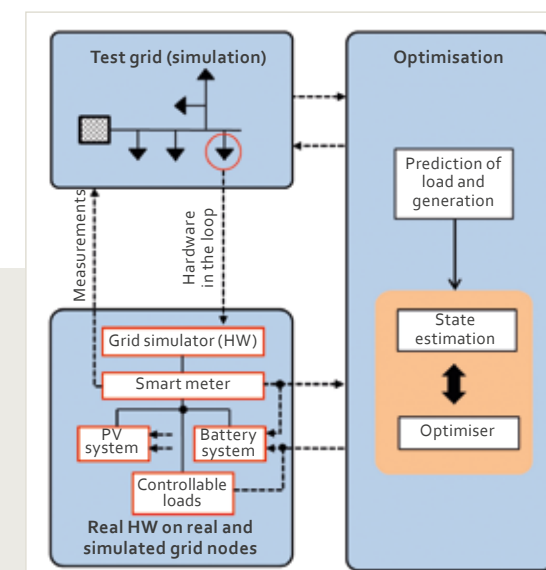 Test grid (simulation)
Optimisation
Prediction of
load and
generation
Measurements
Hardware
in the loop
State
estimation
Optimiser
Grid simulator (HW)
Smart meter
PV
system
Battery
system
Controllable
loads
Real HW on real and
simulated grid nodes